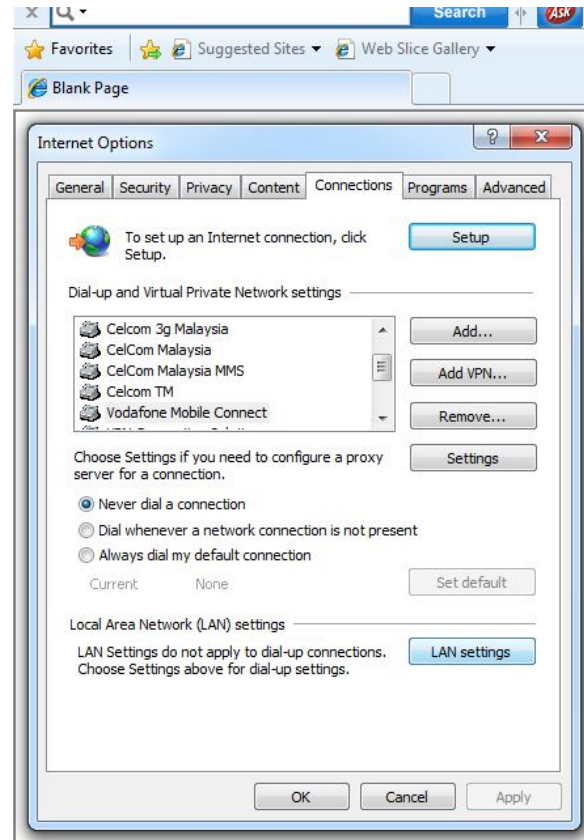 x Search ASK
Favorites Suggested Sites Web Slice Gallery
Blank Page
Internet Options
General Security Privacy Content Connections Programs Advanced
To set up an Internet connection, click Setup
Setup.
Dial-up and Virtual Private Network settings
Celcom 3g Malaysia
CelCom Malaysia Add...
CelCom Malaysia MMS Add VPN...
Celcom TM
Vodafone Mobile Connect Remove...
Choose Settings if you need to configure a proxy Settings
server for a connection.
Never dial a connection
Dial whenever a network connection is not present
Always dial my default connection
Current None Set default
Local Area Network (LAN) settings
LAN Settings do not apply to dial-up connections. LAN settings
Choose Settings above for dial-up settings.
OK Cancel Apply